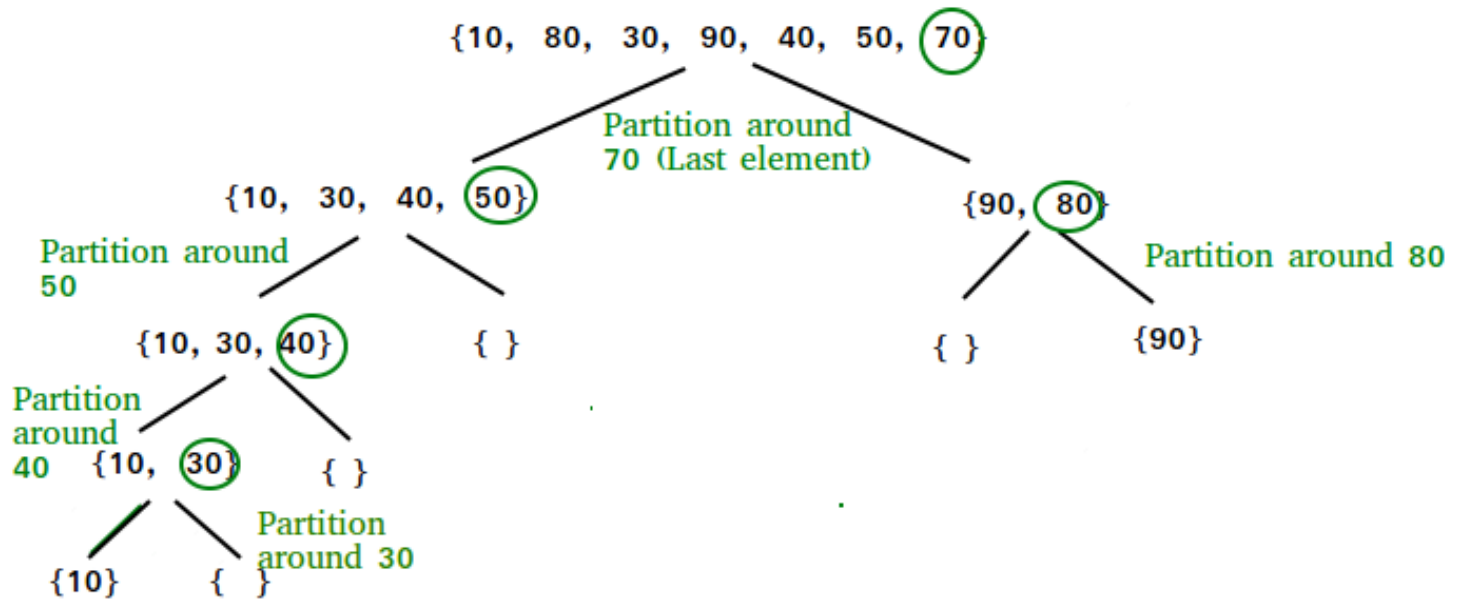 {10, 80, 30, 90, 40, 50, 70}
Partition around
70 (Last element)
{10, 30, 40, 50}
{90, 80}
Partition around
50
Partition around 80
{10, 30, 40}
{ }
{ }
{90}
Partition
around
40
{10, 30}
{ }
Partition
around 30
{10}
{ }